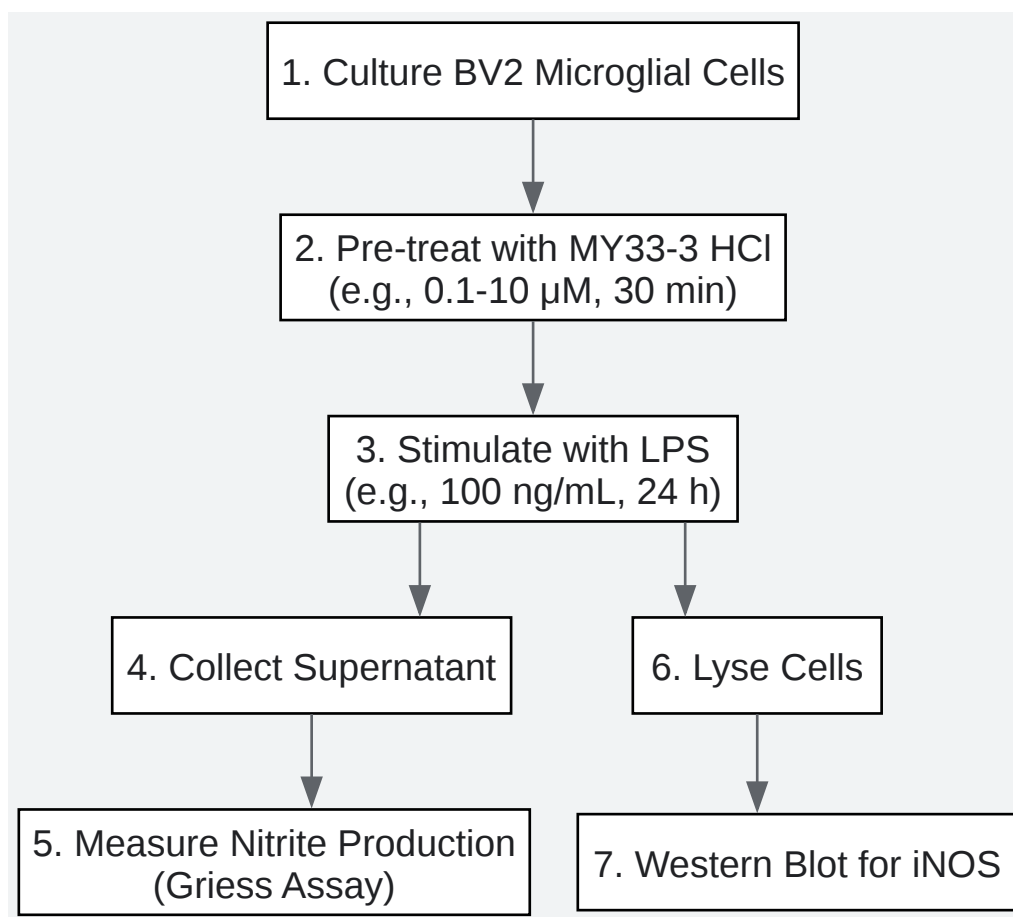 1. Culture BV2 Microglial Cells
2. Pre-treat with MY33-3 HCl
(e.g., 0.1-10 μM, 30 min)
3. Stimulate with LPS
(e.g., 100 ng/mL, 24 h)
4. Collect Supernatant
6. Lyse Cells
5. Measure Nitrite Production
(Griess Assay)
7. Western Blot for iNOS